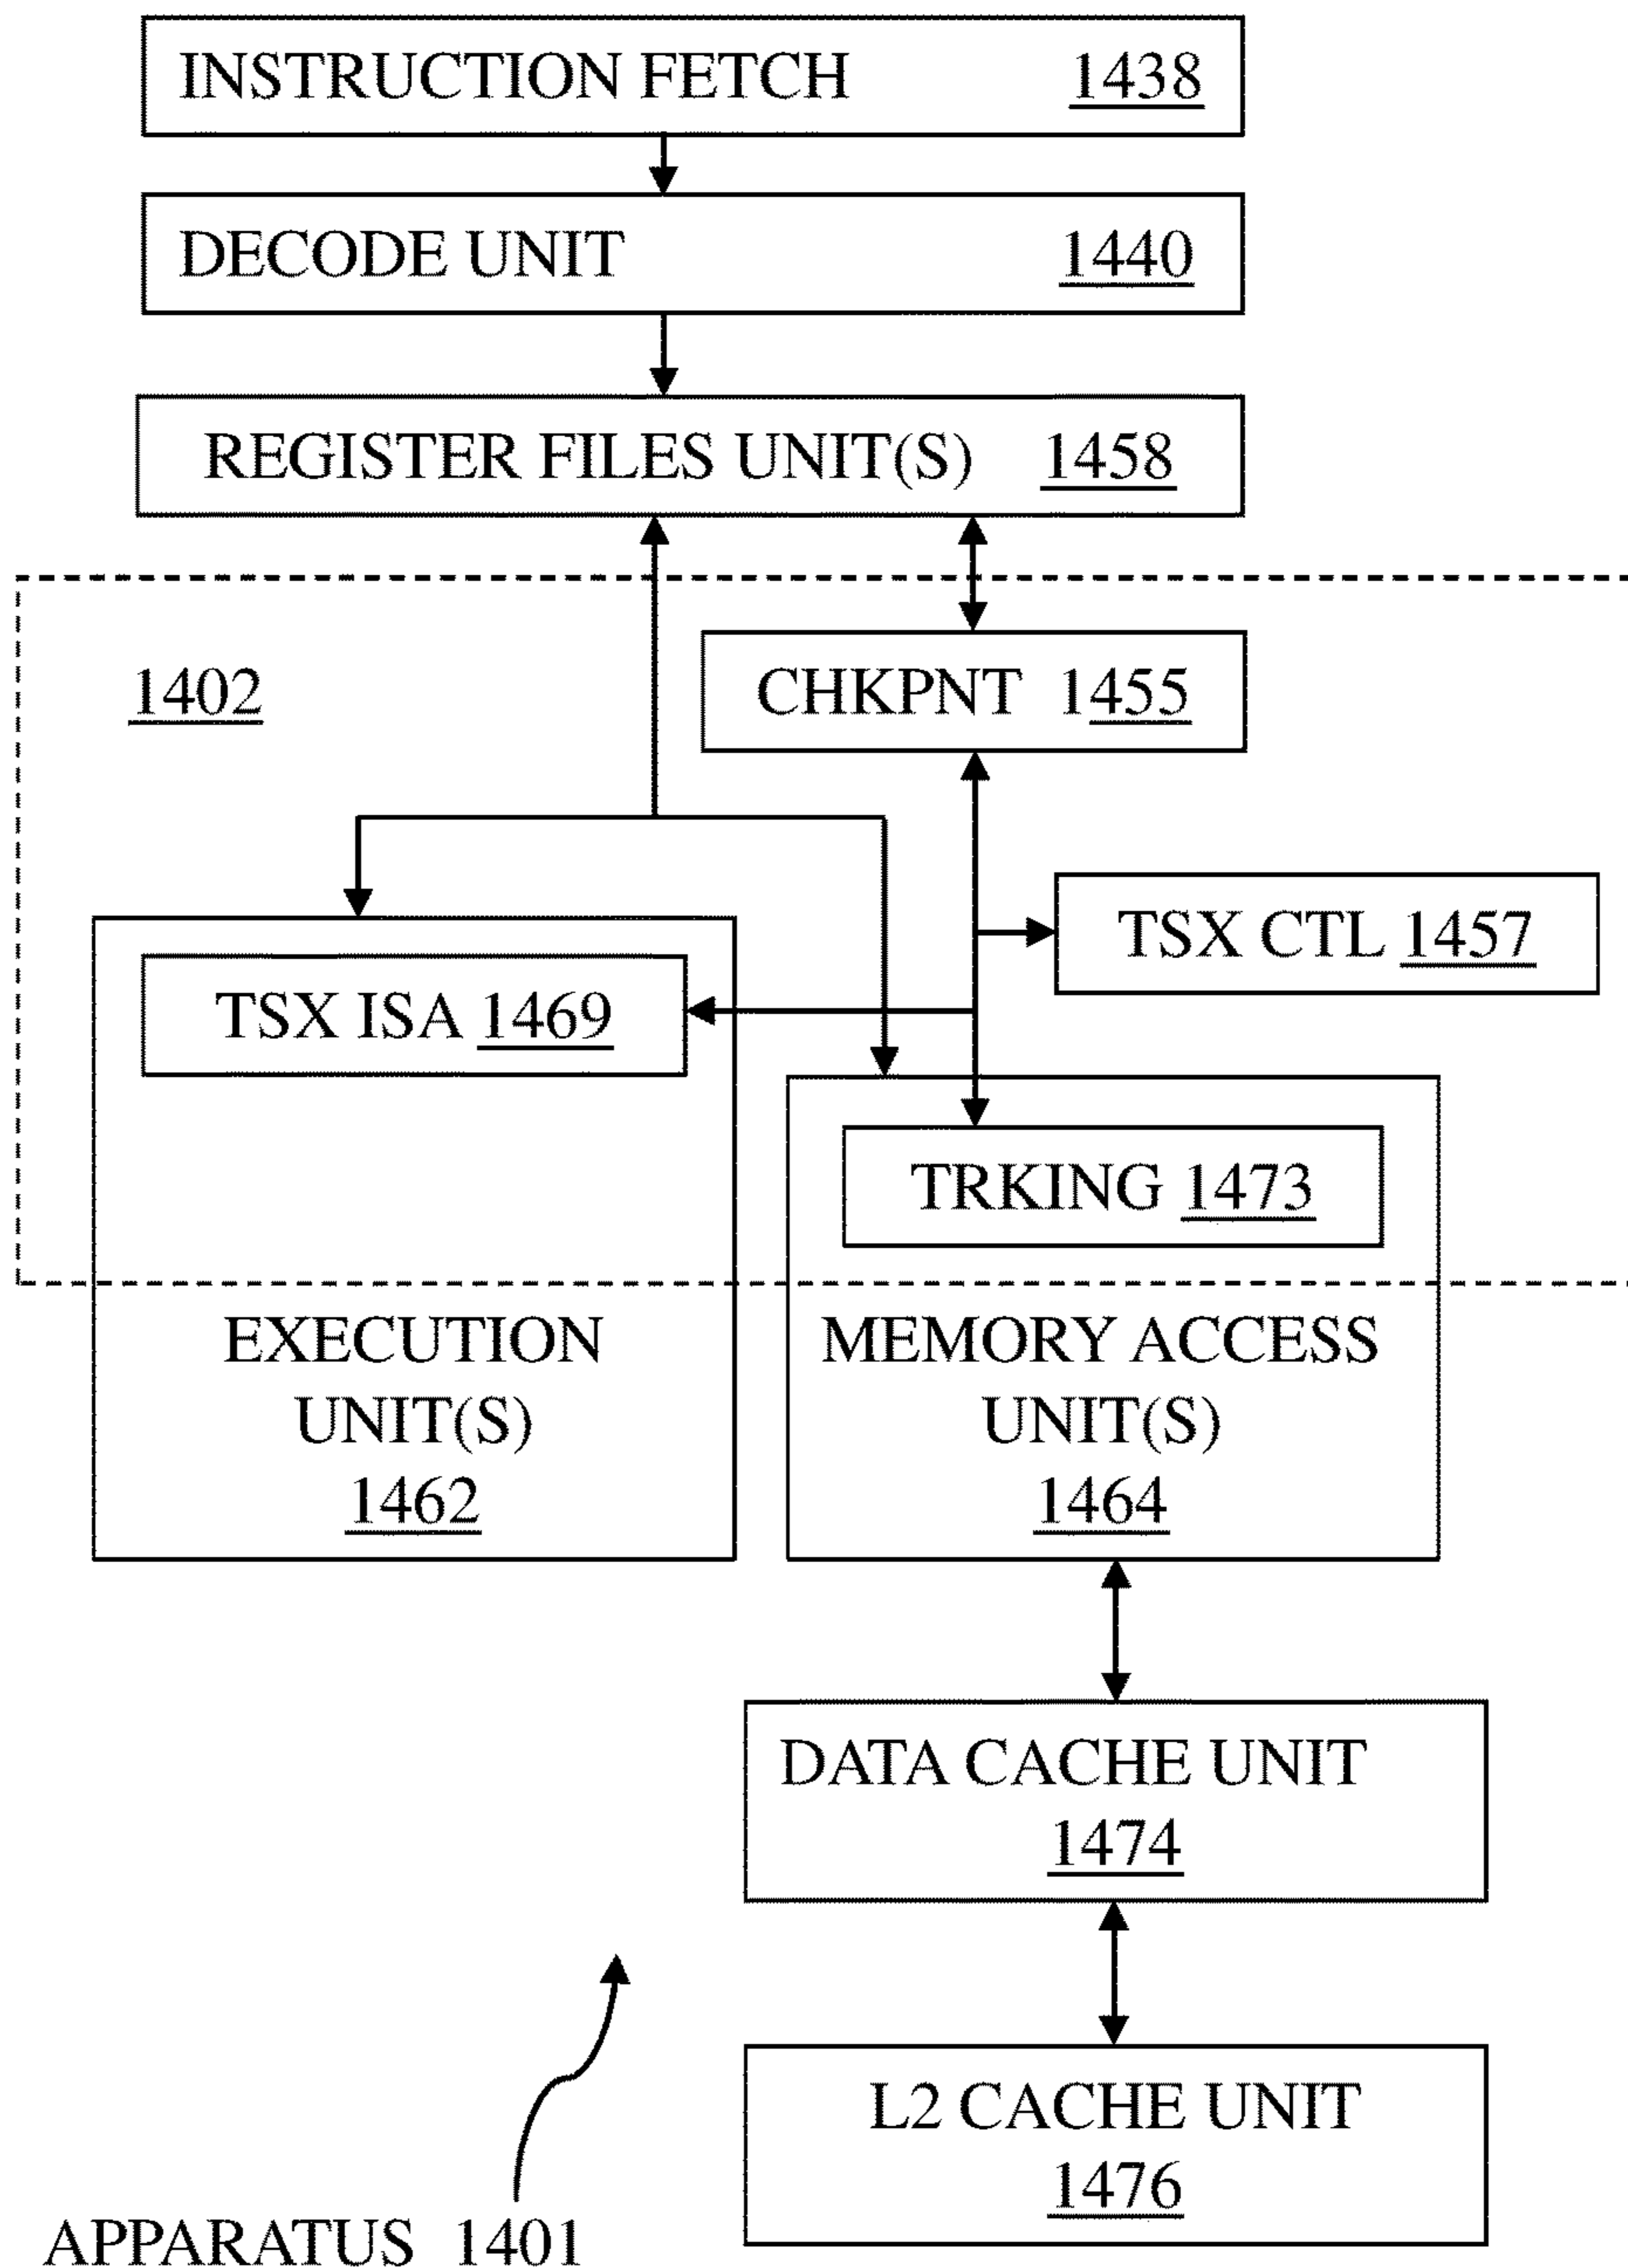 INSTRUCTION FETCH 1438
DECODE UNIT 1440
REGISTER FILES UNIT(S) 1458
1402
CHKPNT 1455
TSX CTL 1457
TSX ISA 1469
TRKING 1473
EXECUTION
UNIT(S)
1462
MEMORY ACCESS
UNIT(S)
1464
DATA CACHE UNIT
1474
L2 CACHE UNIT
1476
APPARATUS 1401